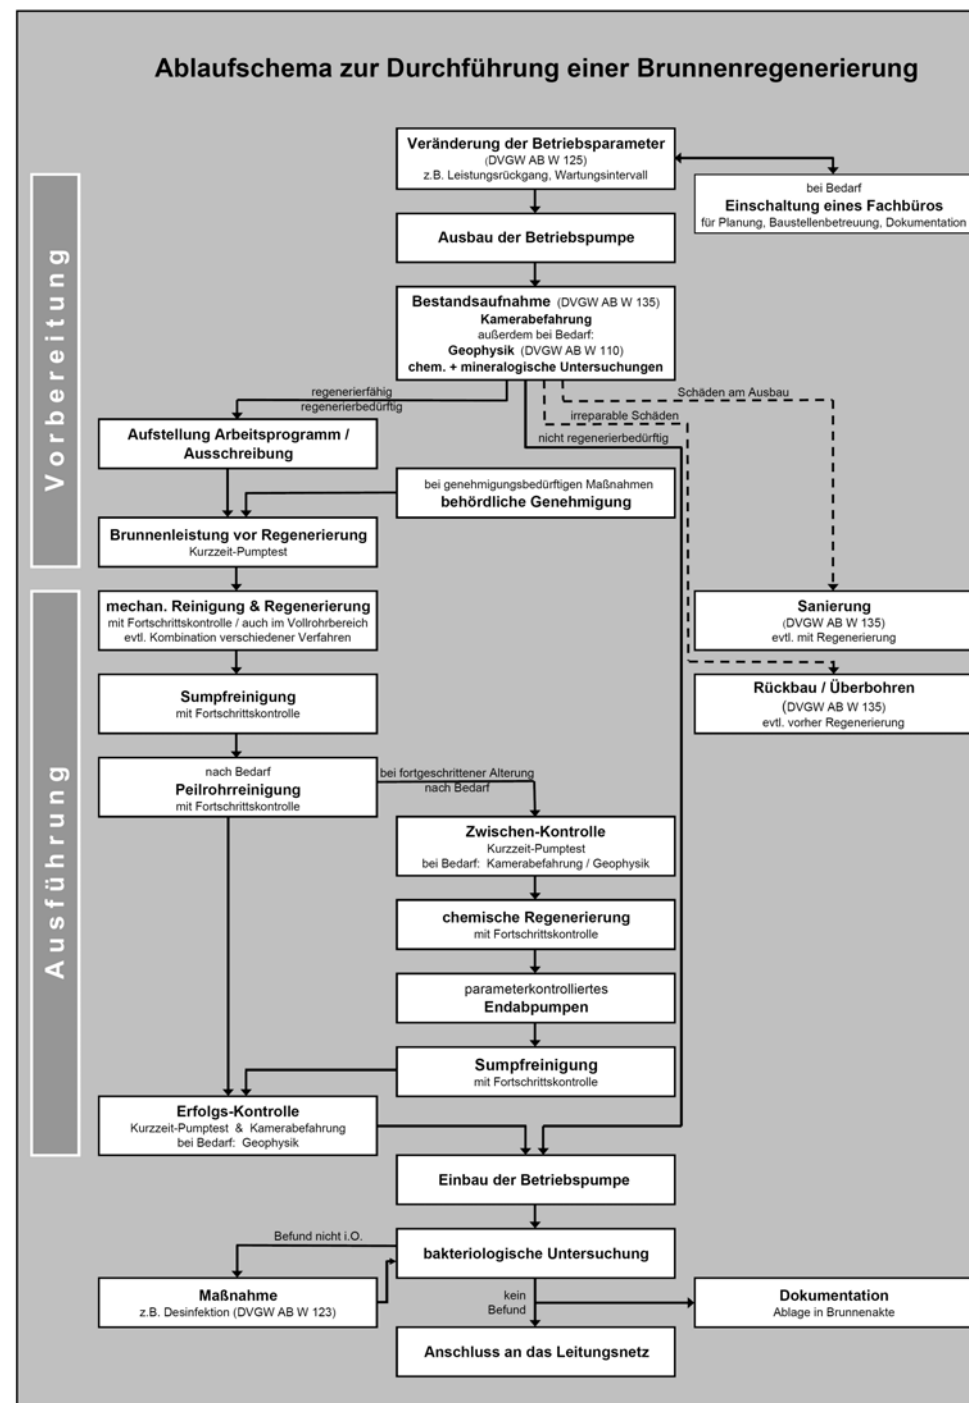 Ablaufschema zur Durchführung einer Brunnenregenerierung
Veränderung der Betriebsparameter
(DVGW AB W 125)
z.B. Leistungsrückgang, Wartungsintervall
bei Bedarf
Einschaltung eines Fachbüros
für Planung, Baustellenbetreuung, Dokumentation
Vorbereitung
Ausbau der Betriebspumpe
Bestandsaufnahme (DVGW AB W 135)
Kamerabefahrung
außerdem bei Bedarf:
Geophysik (DVGW AB W 110)
chem. + mineralogische Untersuchungen
regenerierfähig
regenerierbedürftig
Schäden am Ausbau
irreparable Schäden
nicht regenerierbedürftig
Aufstellung Arbeitsprogramm /
Ausschreibung
bei genehmigungsbedürftigen Maßnahmen
behördliche Genehmigung
Brunnenleistung vor Regenerierung
Kurzzeit-Pumptest
Ausführung
mechan. Reinigung & Regenerierung
mit Fortschrittskontrolle / auch im Vollrohrbereich
evtl. Kombination verschiedener Verfahren
Sanierung
(DVGW AB W 135)
evtl. mit Regenerierung
Sumpfreinigung
mit Fortschrittskontrolle
Rückbau / Überbohren
(DVGW AB W 135)
evtl. vorher Regenerierung
nach Bedarf
Peilrohrreinigung
mit Fortschrittskontrolle
bei fortgeschrittener Alterung
nach Bedarf
Zwischen-Kontrolle
Kurzzeit-Pumptest
bei Bedarf: Kamerabefahrung / Geophysik
chemische Regenerierung
mit Fortschrittskontrolle
parameterkontrolliertes
Endabpumpen
Sumpfreinigung
mit Fortschrittskontrolle
Erfolgs-Kontrolle
Kurzzeit-Pumptest & Kamerabefahrung
bei Bedarf: Geophysik
Einbau der Betriebspumpe
bakteriologische Untersuchung
Befund nicht i.O.
Maßnahme
z.B. Desinfektion (DVGW AB W 123)
kein
Befund
Dokumentation
Ablage in Brunnenakte
Anschluss an das Leitungsnetz